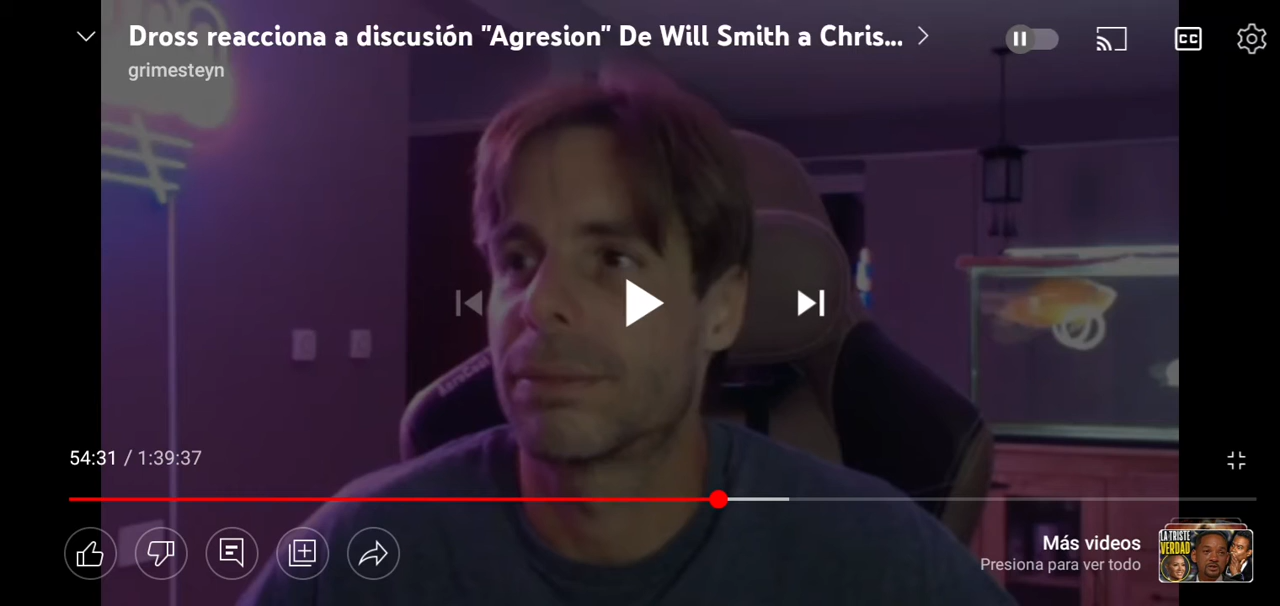 Dross reacciona a discusión "Agresion" De Will Smith a Chris...
grimesteyn
CC
54:31 / 1:39:37
Más videos
Presiona para ver todo
LA TRISTE
VERDAD